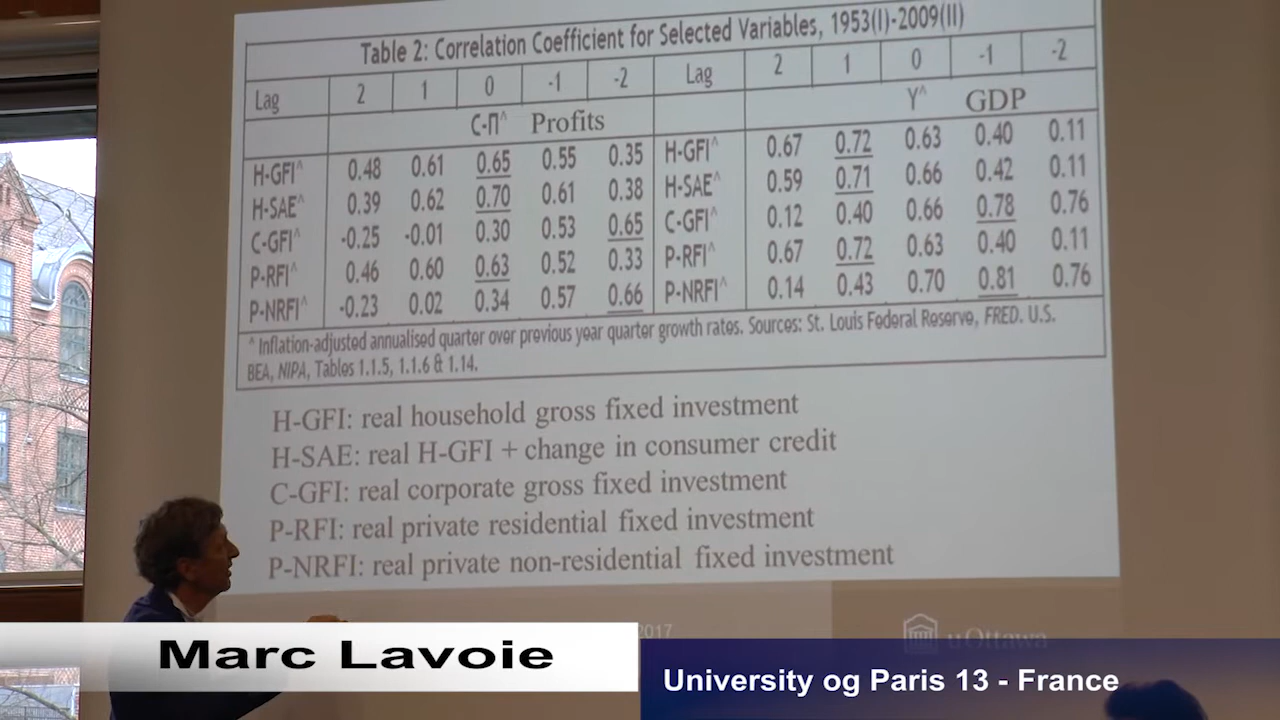 Table 2: Correlation Coefficient for Selected Variables, 1953(I)-2009(II)
Lag 2 1 0 -1 -2 Lag 2 1 0 -1 -2
C-Π^ Profits Y^ GDP
H-GFI^ 0.48 0.61 0.65 0.55 0.35 H-GFI^ 0.67 0.72 0.63 0.40 0.11
H-SAE^ 0.39 0.62 0.70 0.61 0.38 H-SAE^ 0.59 0.71 0.66 0.42 0.11
C-GFI^ -0.25 -0.01 0.30 0.53 0.65 C-GFI^ 0.12 0.40 0.66 0.78 0.76
P-RFI^ 0.46 0.60 0.63 0.52 0.33 P-RFI^ 0.67 0.72 0.63 0.40 0.11
P-NRFI^ -0.23 0.02 0.34 0.57 0.66 P-NRFI^ 0.14 0.43 0.70 0.81 0.76
^ Inflation-adjusted annualised quarter over previous year quarter growth rates. Sources: St. Louis Federal Reserve, FRED. U.S.
BEA, NIPA, Tables 1.1.5, 1.1.6 & 1.14.
H-GFI: real household gross fixed investment
H-SAE: real H-GFI + change in consumer credit
C-GFI: real corporate gross fixed investment
P-RFI: real private residential fixed investment
P-NRFI: real private non-residential fixed investment
2017
uOttawa
Marc Lavoie
University og Paris 13 - France